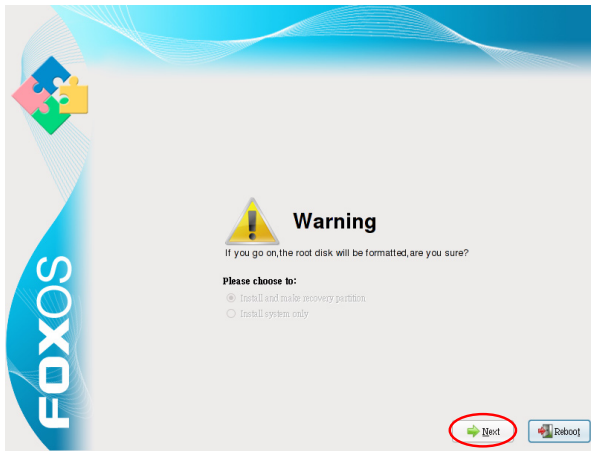 FOXOS
Warning
If you go on,the root disk will be formatted,are you sure?
Please choose to:
Install and make recovery partition
Install system only
Next
Reboot